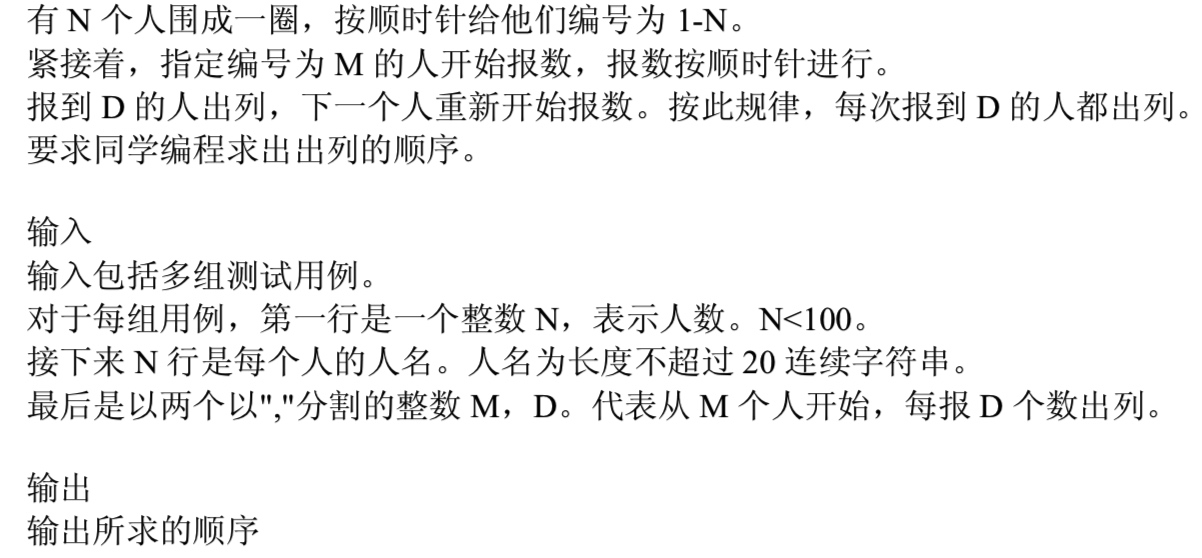 有 N 个人围成一圈，按顺时针给他们编号为 1-N。
紧接着，指定编号为 M 的人开始报数，报数按顺时针进行。
报到 D 的人出列，下一个人重新开始报数。按此规律，每次报到 D 的人都出列。
要求同学编程求出出列的顺序。
输入
输入包括多组测试用例。
对于每组用例，第一行是一个整数 N，表示人数。N<100。
接下来 N 行是每个人的人名。人名为长度不超过 20 连续字符串。
最后是以两个以","分割的整数 M，D。代表从 M 个人开始，每报 D 个数出列。
输出
输出所求的顺序